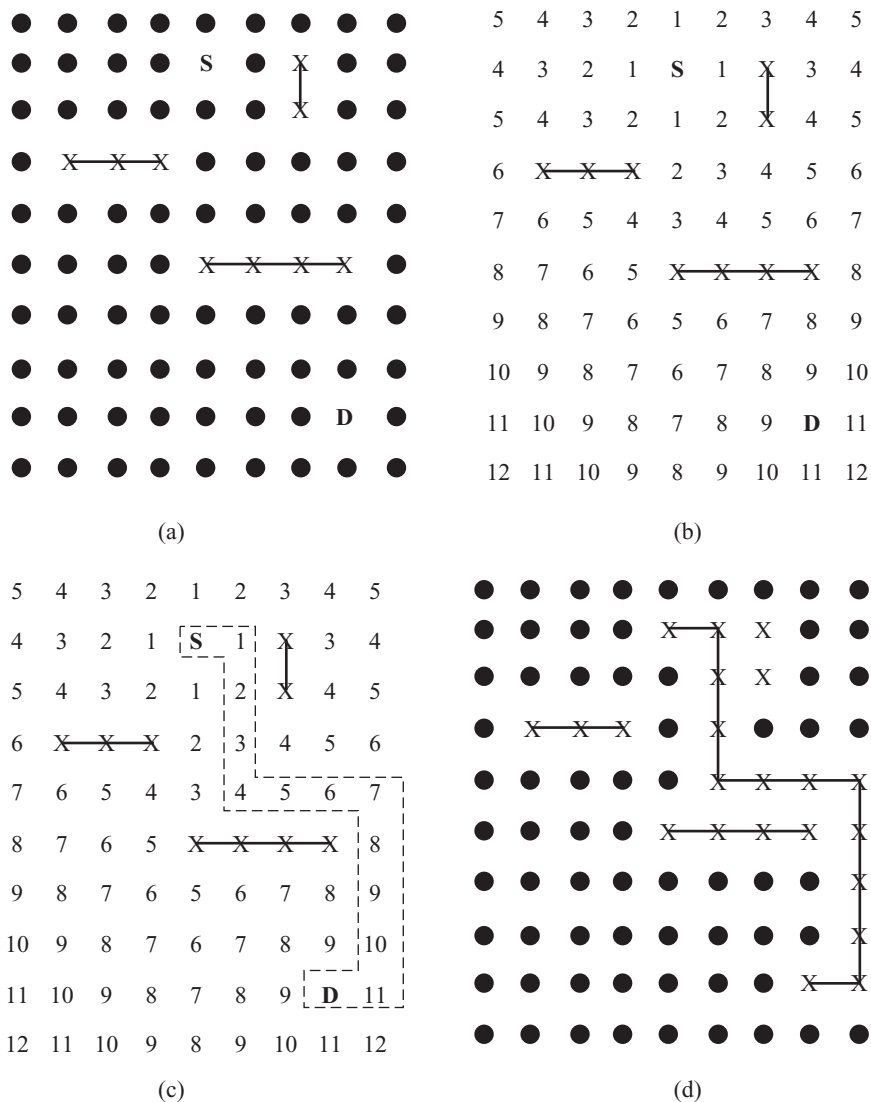 S X
X
X X X
X X X X
D
(a)
5 4 3 2 1 2 3 4 5
4 3 2 1 S 1 X 3 4
5 4 3 2 1 2 X 4 5
6 X X X 2 3 4 5 6
7 6 5 4 3 4 5 6 7
8 7 6 5 X X X X 8
9 8 7 6 5 6 7 8 9
10 9 8 7 6 7 8 9 10
11 10 9 8 7 8 9 D 11
12 11 10 9 8 9 10 11 12
(b)
5 4 3 2 1 2 3 4 5
4 3 2 1 S 1 X 3 4
5 4 3 2 1 2 X 4 5
6 X X X 2 3 4 5 6
7 6 5 4 3 4 5 6 7
8 7 6 5 X X X X 8
9 8 7 6 5 6 7 8 9
10 9 8 7 6 7 8 9 10
11 10 9 8 7 8 9 D 11
12 11 10 9 8 9 10 11 12
(c)
X X X
X X
X X X X
X X X X
X X X X X
X
X
X X
(d)